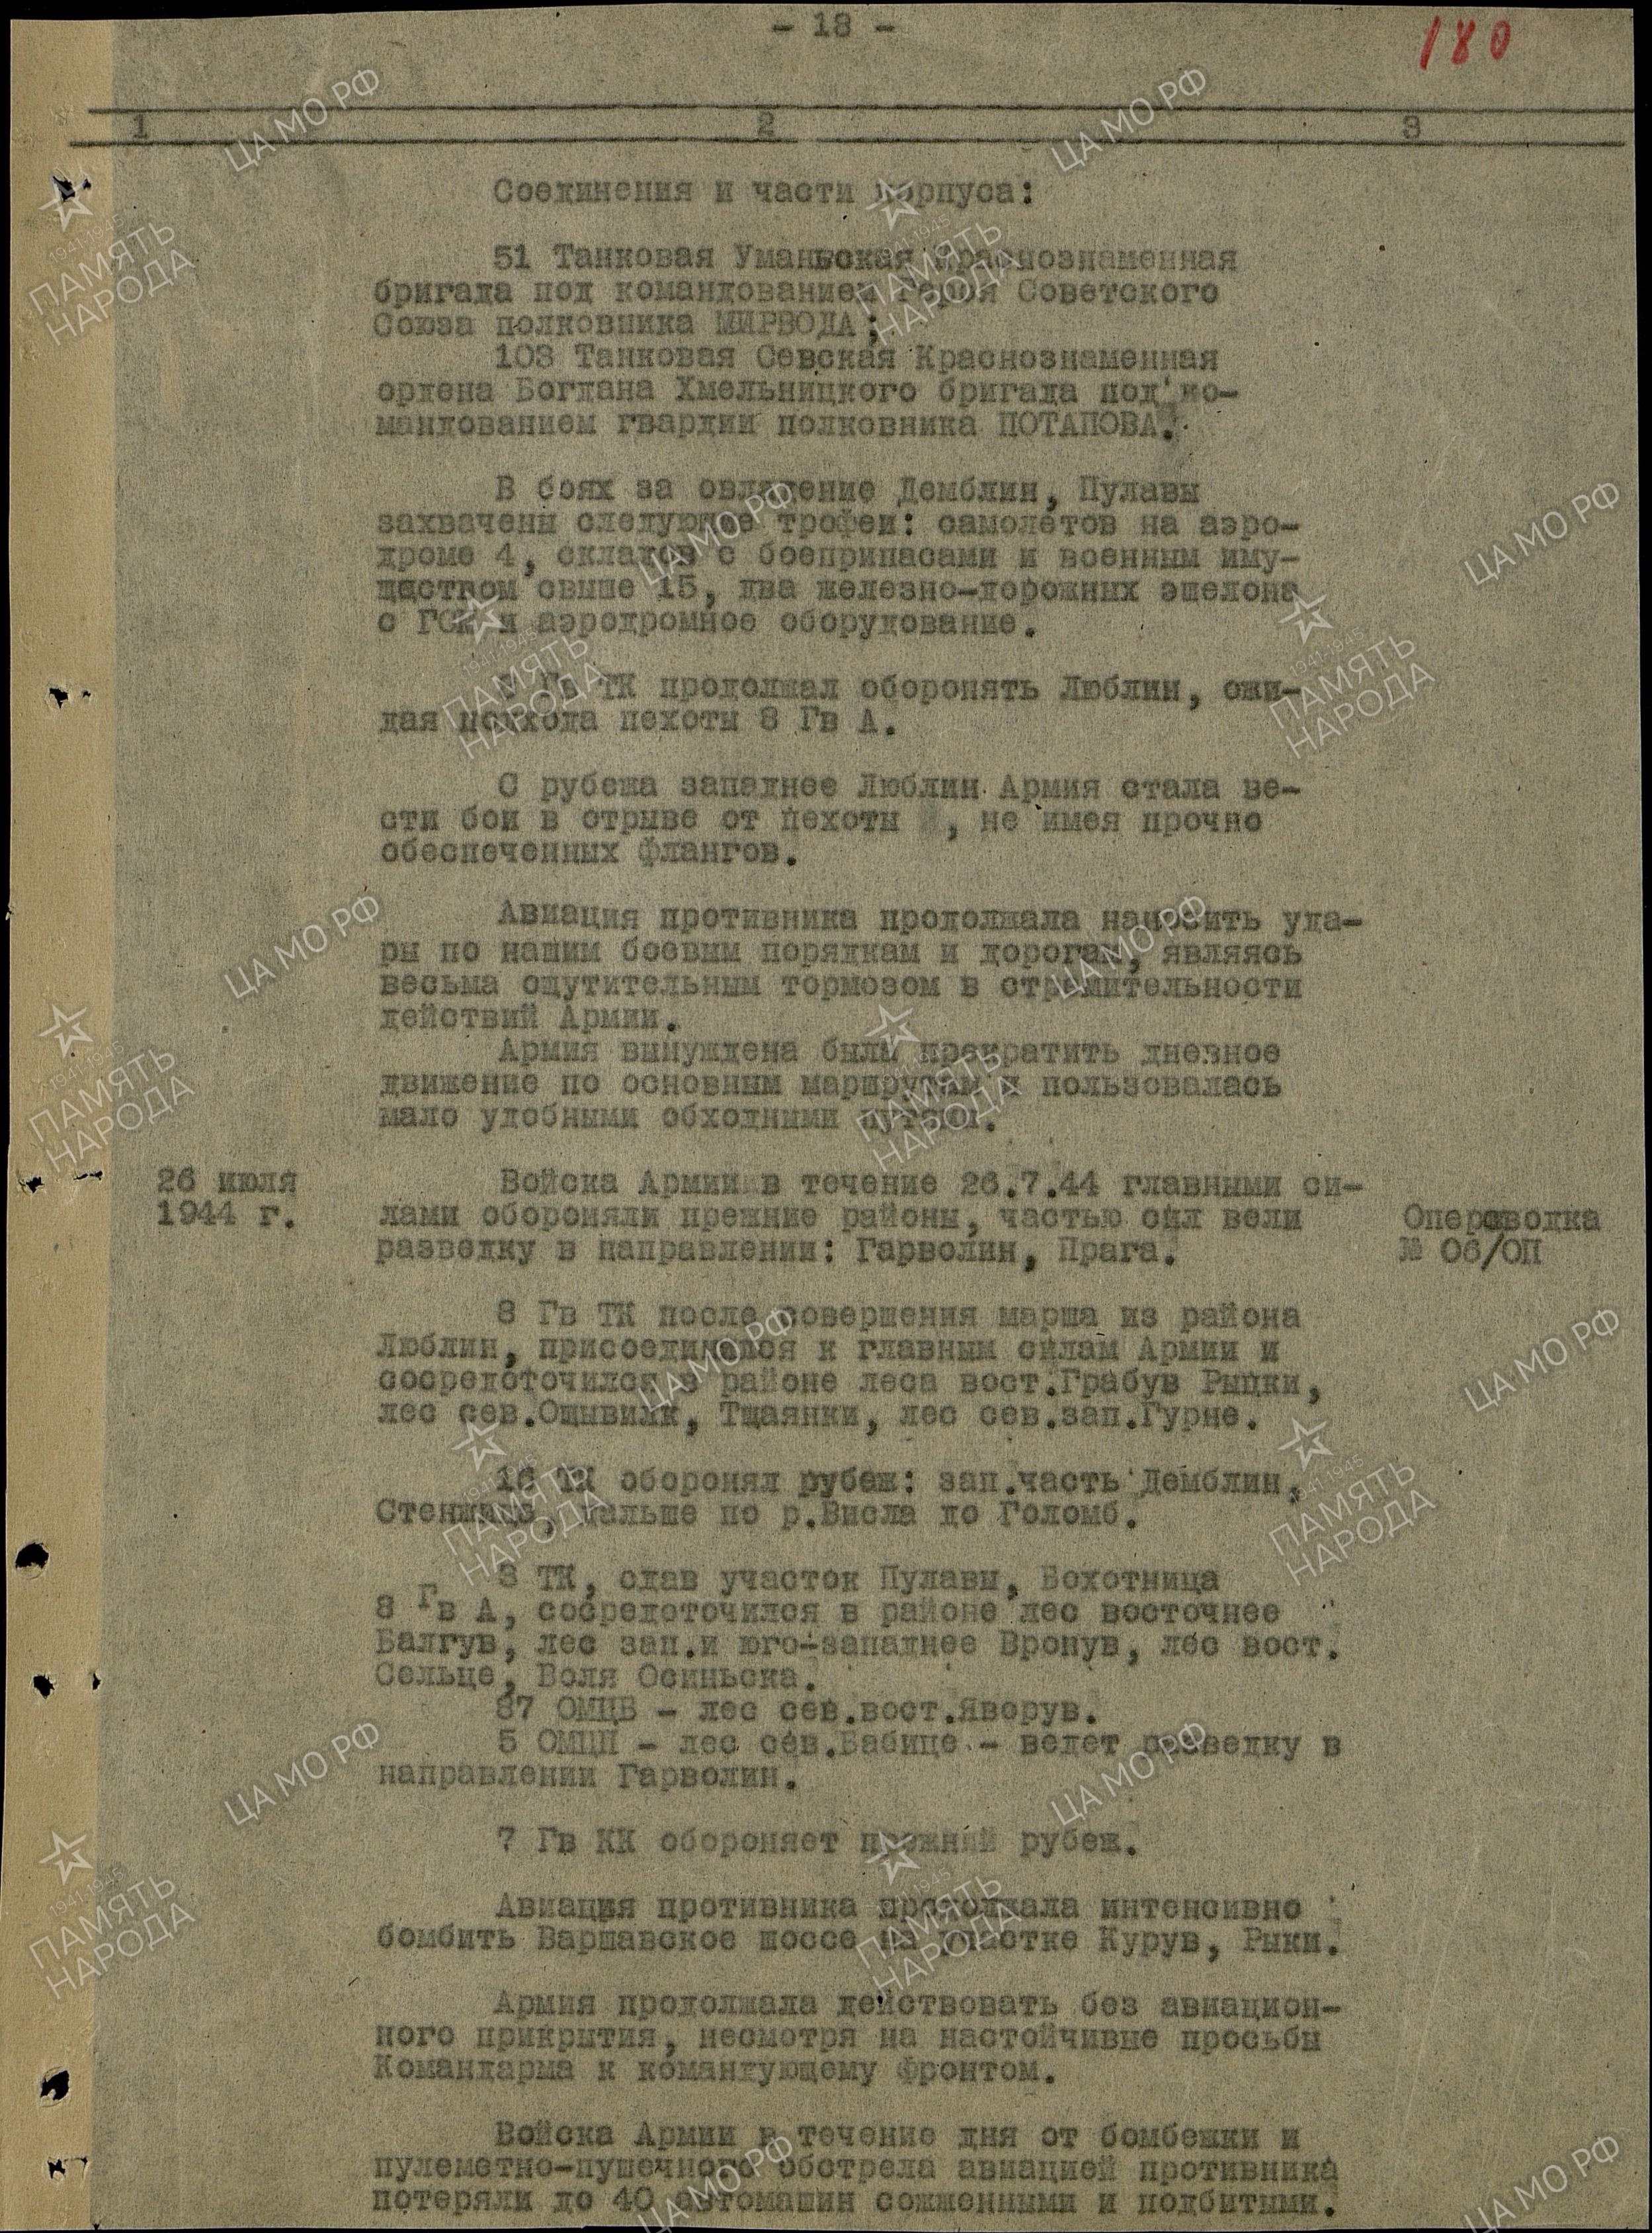 - 18 -
180
1 2 3
Соединения и части корпуса:
51 Танковая Уманьская Краснознаменная
бригада под командованием Героя Советского
Союза полковника МИРВОДА;
103 Танковая Севская Краснознаменная
ордена Богдана Хмельницкого бригада под ко-
мандованием гвардии полковника ПОТАПОВА.
В боях за овладение Демблин, Пулавы
захвачены следующие трофеи: самолетов на аэро-
дроме 4, складов с боеприпасами и военным иму-
ществом свыше 15, два железно-дорожных эшелона
с ГСМ и аэродромное оборудование.
8 Гв ТК продолжал оборонять Люблин, ожи-
дая подхода пехоты 8 Гв А.
С рубежа западнее Люблин Армия стала ве-
сти бои в отрыве от пехоты , не имея прочно
обеспеченных флангов.
Авиация противника продолжала наносить уда-
ры по нашим боевым порядкам и дорогам, являясь
весьма ощутительным тормозом в стремительности
действий Армии.
Армия вынуждена была прекратить дневное
движение по основным маршрутам и пользовалась
мало удобными обходными путями.
26 июля
1944 г.
Войска Армии в течение 26.7.44 главными си-
лами обороняли прежние районы, частью сил вели
разведку в направлении: Гарволин, Прага.
Оперсводка
№ 06/ОП
8 Гв ТК после совершения марша из района
Люблин, присоединился к главным силам Армии и
сосредоточился в районе леса вост.Грабув Рыцки,
лес сев.Ощывилк, Тщаянки, лес сев.зап.Гурне.
16 ТК оборонял рубеж: зап.часть Демблин,
Стенжице, дальше по р.Висла до Голомб.
3 ТК, сдав участок Пулавы, Бохотница
8 Гв А, сосредоточился в районе лес восточнее
Балгув, лес зап.и юго-западнее Вронув, лес вост.
Сельце, Воля Осиньска.
87 ОМЦБ - лес сев.вост.Яворув.
5 ОМЦП - лес сев.Бабице - ведет разведку в
направлении Гарволин.
7 Гв КК обороняет прежний рубеж.
Авиация противника продолжала интенсивно
бомбить Варшавское шоссе на участке Курув, Рыки.
Армия продолжала действовать без авиацион-
ного прикрытия, несмотря на настойчивые просьбы
Командарма к командующему фронтом.
Войска Армии в течение дня от бомбежки и
пулеметно-пушечного обстрела авиацией противника
потеряли до 40 автомашин сожженными и подбитыми.
ЦА МО РФ
1941-1945
ПАМЯТЬ
НАРОДА